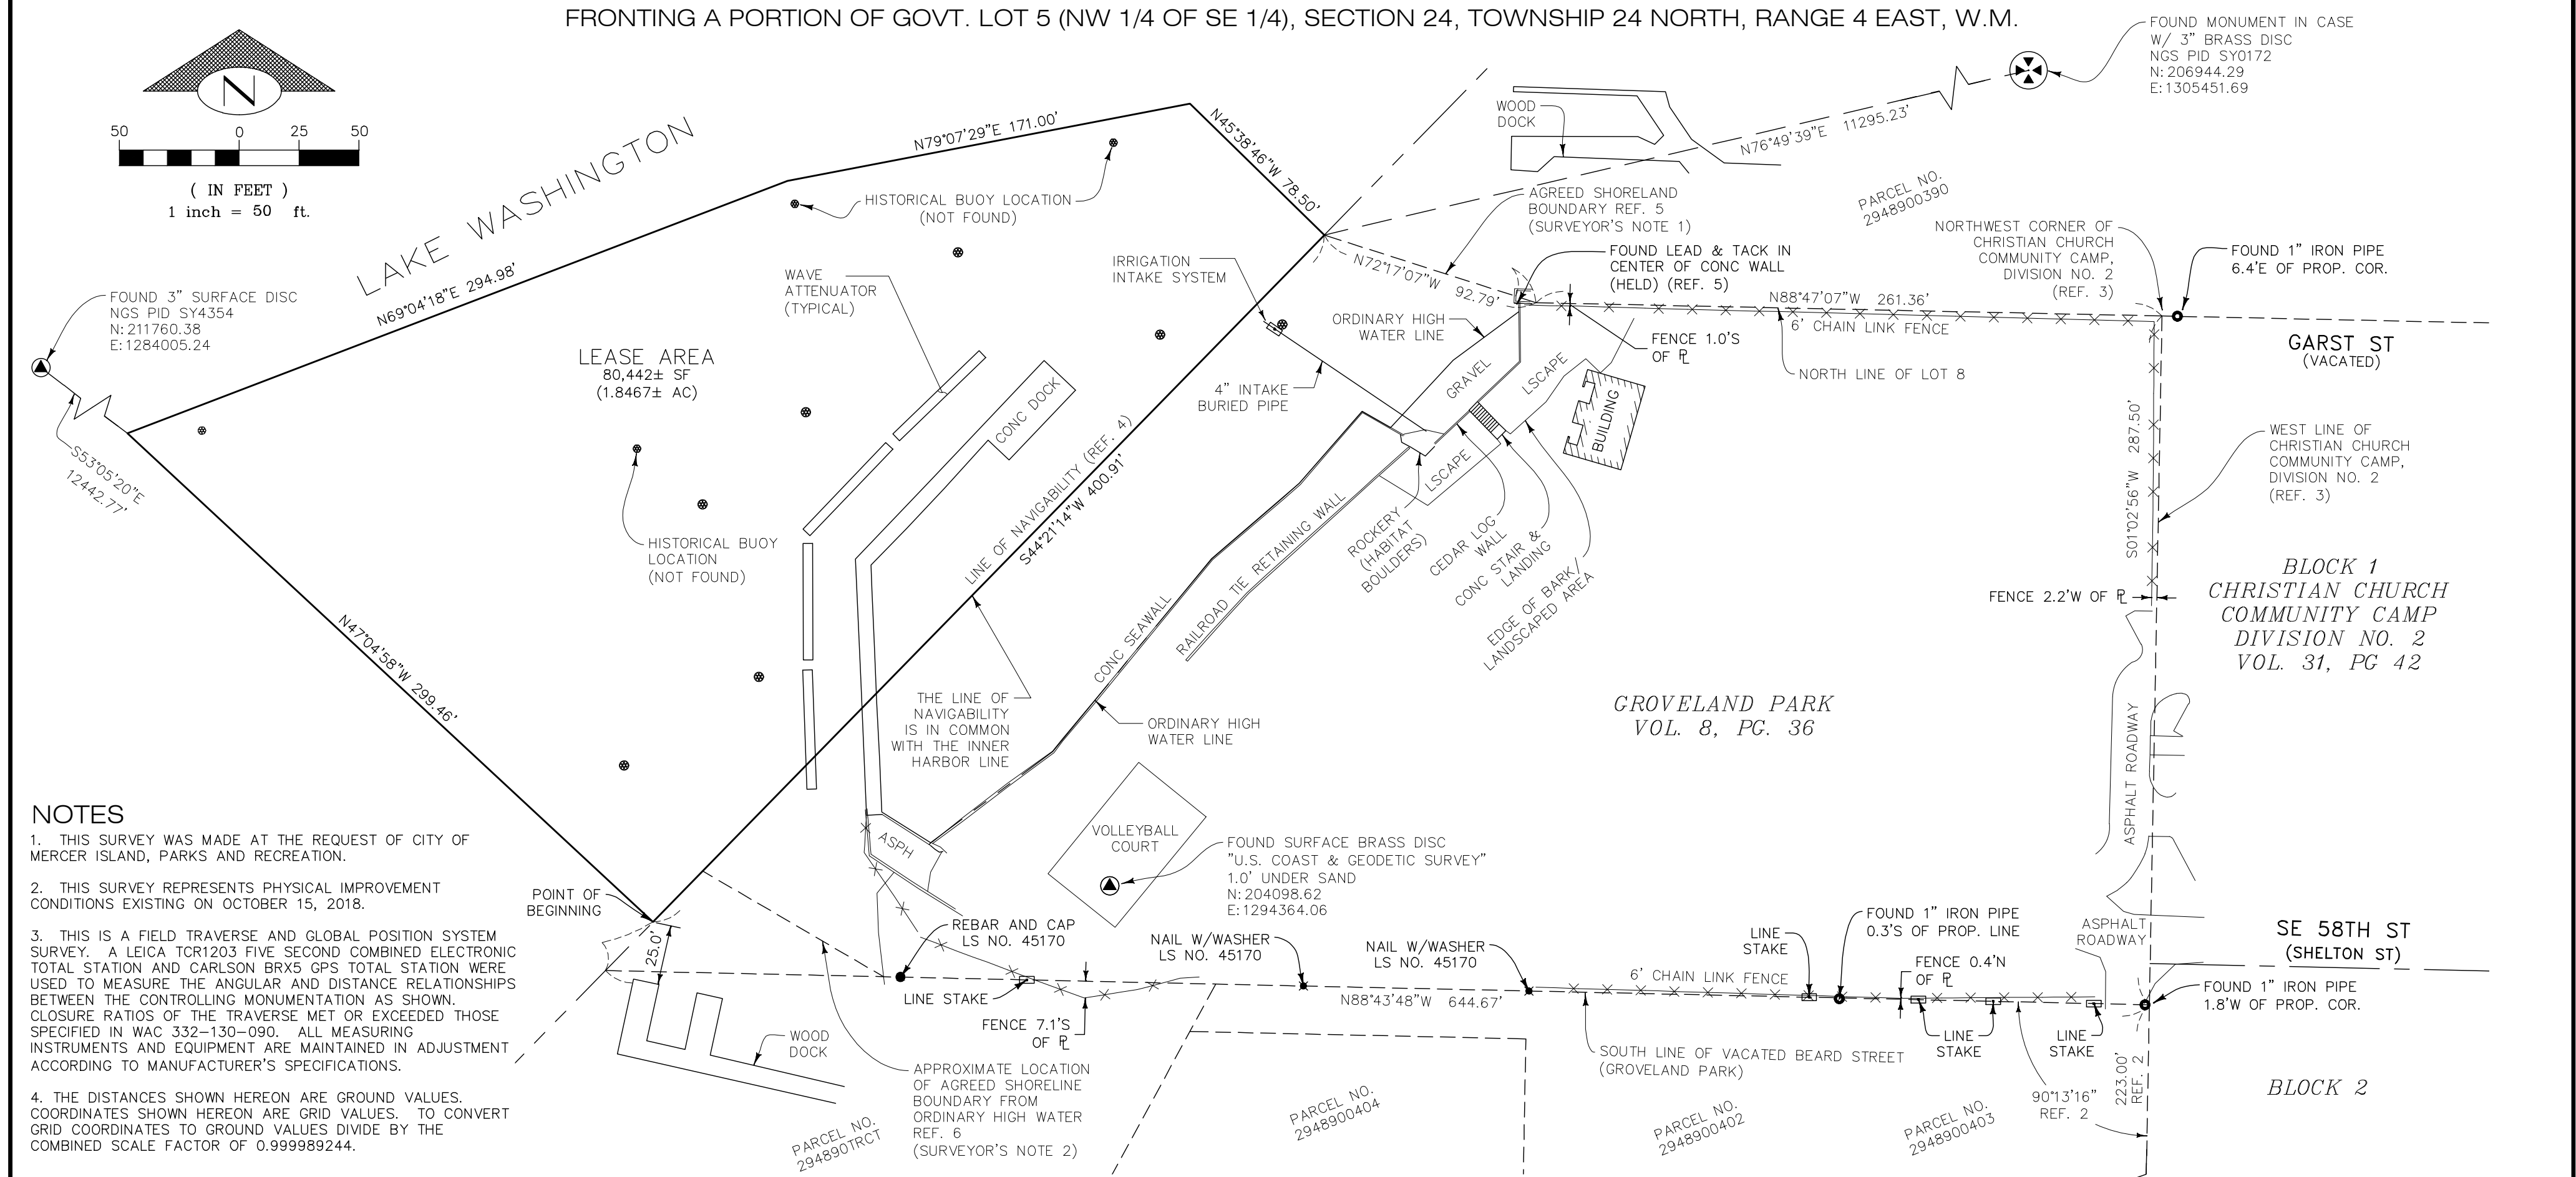 FRONTING A PORTION OF GOVT. LOT 5 (NW 1/4 OF SE 1/4), SECTION 24, TOWNSHIP 24 NORTH, RANGE 4 EAST, W.M.
N
50 0 25 50
( IN FEET )
1 inch = 50 ft.
LAKE WASHINGTON
FOUND 3" SURFACE DISC
NGS PID SY4354
N: 211760.38
E: 1284005.24
S53°05'20"E
12442.77'
N69°04'18"E 294.98'
N79°07'29"E 171.00'
N45°38'46"W 78.50'
HISTORICAL BUOY LOCATION
(NOT FOUND)
WAVE
ATTENUATOR
(TYPICAL)
LEASE AREA
80,442± SF
(1.8467± AC)
CONC DOCK
HISTORICAL BUOY
LOCATION
(NOT FOUND)
N47°04'58"W 299.46'
LINE OF NAVIGABILITY (REF. 4)
S44°21'14"W 400.91'
THE LINE OF
NAVIGABILITY
IS IN COMMON
WITH THE INNER
HARBOR LINE
IRRIGATION
INTAKE SYSTEM
4" INTAKE
BURIED PIPE
WOOD
DOCK
N76°49'39"E 11295.23'
FOUND MONUMENT IN CASE
W/ 3" BRASS DISC
NGS PID SY0172
N: 206944.29
E: 1305451.69
PARCEL NO.
2948900390
AGREED SHORELAND
BOUNDARY REF. 5
(SURVEYOR'S NOTE 1)
N72°17'07"W 92.79'
FOUND LEAD & TACK IN
CENTER OF CONC WALL
(HELD) (REF. 5)
ORDINARY HIGH
WATER LINE
N88°47'07"W 261.36'
6' CHAIN LINK FENCE
FENCE 1.0'S
OF PL
NORTH LINE OF LOT 8
NORTHWEST CORNER OF
CHRISTIAN CHURCH
COMMUNITY CAMP,
DIVISION NO. 2
(REF. 3)
FOUND 1" IRON PIPE
6.4'E OF PROP. COR.
GARST ST
(VACATED)
GRAVEL
LSCAPE
BUILDING
LSCAPE
RAILROAD TIE RETAINING WALL
CONC SEAWALL
ROCKERY
(HABITAT
BOULDERS)
CEDAR LOG
WALL
CONC STAIR &
LANDING
EDGE OF BARK/
LANDSCAPED AREA
S01°02'56"W 287.50'
WEST LINE OF
CHRISTIAN CHURCH
COMMUNITY CAMP,
DIVISION NO. 2
(REF. 3)
FENCE 2.2'W OF PL
BLOCK 1
CHRISTIAN CHURCH
COMMUNITY CAMP
DIVISION NO. 2
VOL. 31, PG 42
GROVELAND PARK
VOL. 8, PG. 36
ASPHALT ROADWAY
ORDINARY HIGH
WATER LINE
ASPH
VOLLEYBALL
COURT
FOUND SURFACE BRASS DISC
"U.S. COAST & GEODETIC SURVEY"
1.0' UNDER SAND
N: 204098.62
E: 1294364.06
NOTES
1. THIS SURVEY WAS MADE AT THE REQUEST OF CITY OF
MERCER ISLAND, PARKS AND RECREATION.
2. THIS SURVEY REPRESENTS PHYSICAL IMPROVEMENT
CONDITIONS EXISTING ON OCTOBER 15, 2018.
3. THIS IS A FIELD TRAVERSE AND GLOBAL POSITION SYSTEM
SURVEY. A LEICA TCR1203 FIVE SECOND COMBINED ELECTRONIC
TOTAL STATION AND CARLSON BRX5 GPS TOTAL STATION WERE
USED TO MEASURE THE ANGULAR AND DISTANCE RELATIONSHIPS
BETWEEN THE CONTROLLING MONUMENTATION AS SHOWN.
CLOSURE RATIOS OF THE TRAVERSE MET OR EXCEEDED THOSE
SPECIFIED IN WAC 332-130-090. ALL MEASURING
INSTRUMENTS AND EQUIPMENT ARE MAINTAINED IN ADJUSTMENT
ACCORDING TO MANUFACTURER'S SPECIFICATIONS.
4. THE DISTANCES SHOWN HEREON ARE GROUND VALUES.
COORDINATES SHOWN HEREON ARE GRID VALUES. TO CONVERT
GRID COORDINATES TO GROUND VALUES DIVIDE BY THE
COMBINED SCALE FACTOR OF 0.999989244.
POINT OF
BEGINNING
25.0'
WOOD
DOCK
REBAR AND CAP
LS NO. 45170
LINE STAKE
FENCE 7.1'S
OF PL
NAIL W/WASHER
LS NO. 45170
NAIL W/WASHER
LS NO. 45170
N88°43'48"W 644.67'
6' CHAIN LINK FENCE
LINE
STAKE
FOUND 1" IRON PIPE
0.3'S OF PROP. LINE
FENCE 0.4'N
OF PL
ASPHALT
ROADWAY
SE 58TH ST
(SHELTON ST)
FOUND 1" IRON PIPE
1.8'W OF PROP. COR.
LINE
STAKE
LINE
STAKE
SOUTH LINE OF VACATED BEARD STREET
(GROVELAND PARK)
APPROXIMATE LOCATION
OF AGREED SHORELINE
BOUNDARY FROM
ORDINARY HIGH WATER
REF. 6
(SURVEYOR'S NOTE 2)
PARCEL NO.
294890TRCT
PARCEL NO.
2948900404
PARCEL NO.
2948900402
PARCEL NO.
2948900403
90°13'16"
REF. 2
223.00'
REF. 2
BLOCK 2